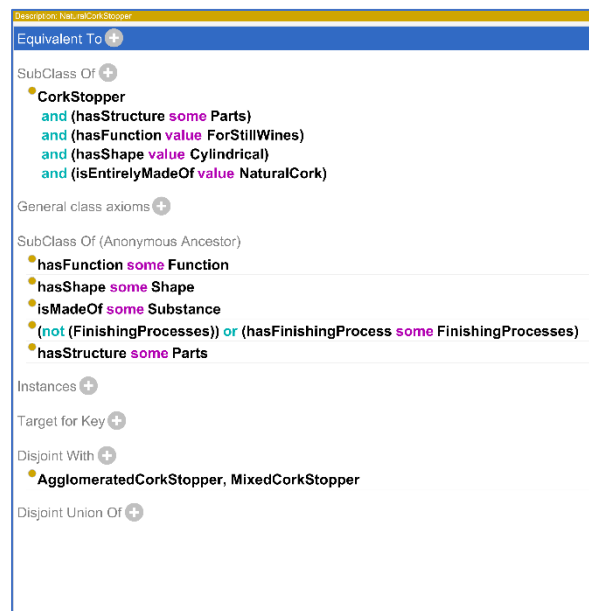 Description: NaturalCorkStopper
Equivalent To
SubClass Of
CorkStopper
and (hasStructure some Parts)
and (hasFunction value ForStillWines)
and (hasShape value Cylindrical)
and (isEntirelyMadeOf value NaturalCork)
General class axioms
SubClass Of (Anonymous Ancestor)
hasFunction some Function
hasShape some Shape
isMadeOf some Substance
(not (FinishingProcesses)) or (hasFinishingProcess some FinishingProcesses)
hasStructure some Parts
Instances
Target for Key
Disjoint With
AgglomeratedCorkStopper, MixedCorkStopper
Disjoint Union Of